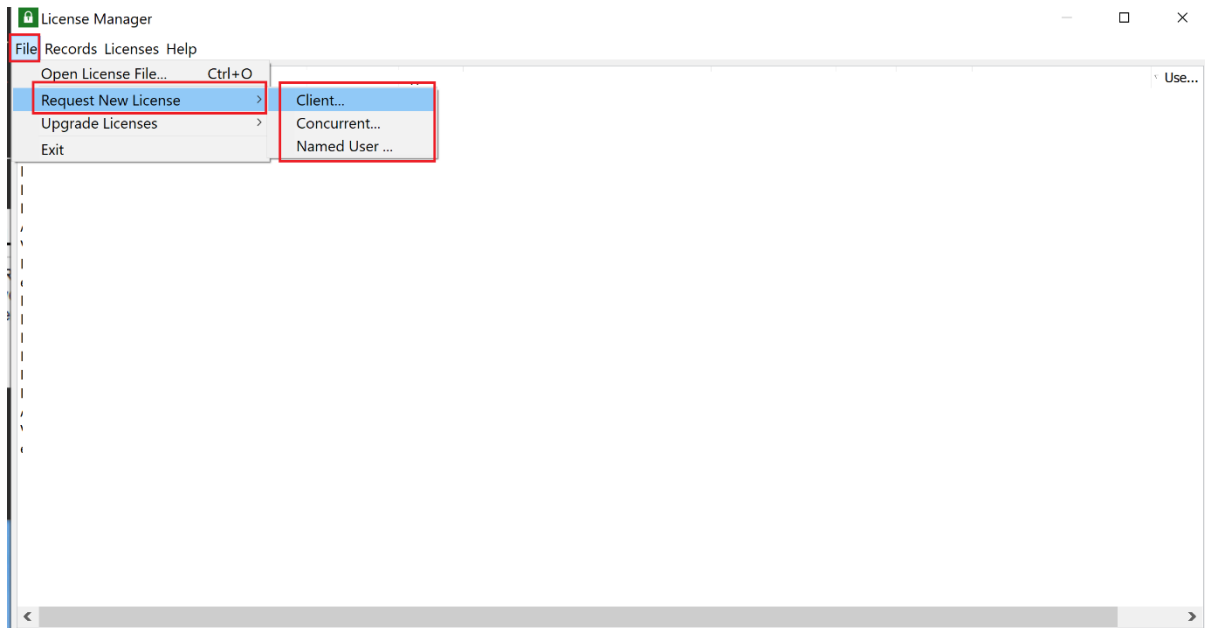 License Manager
File Records Licenses Help
Open License File... Ctrl+O
Use...
Request New License
Client...
Upgrade Licenses
Concurrent...
Exit
Named User ...